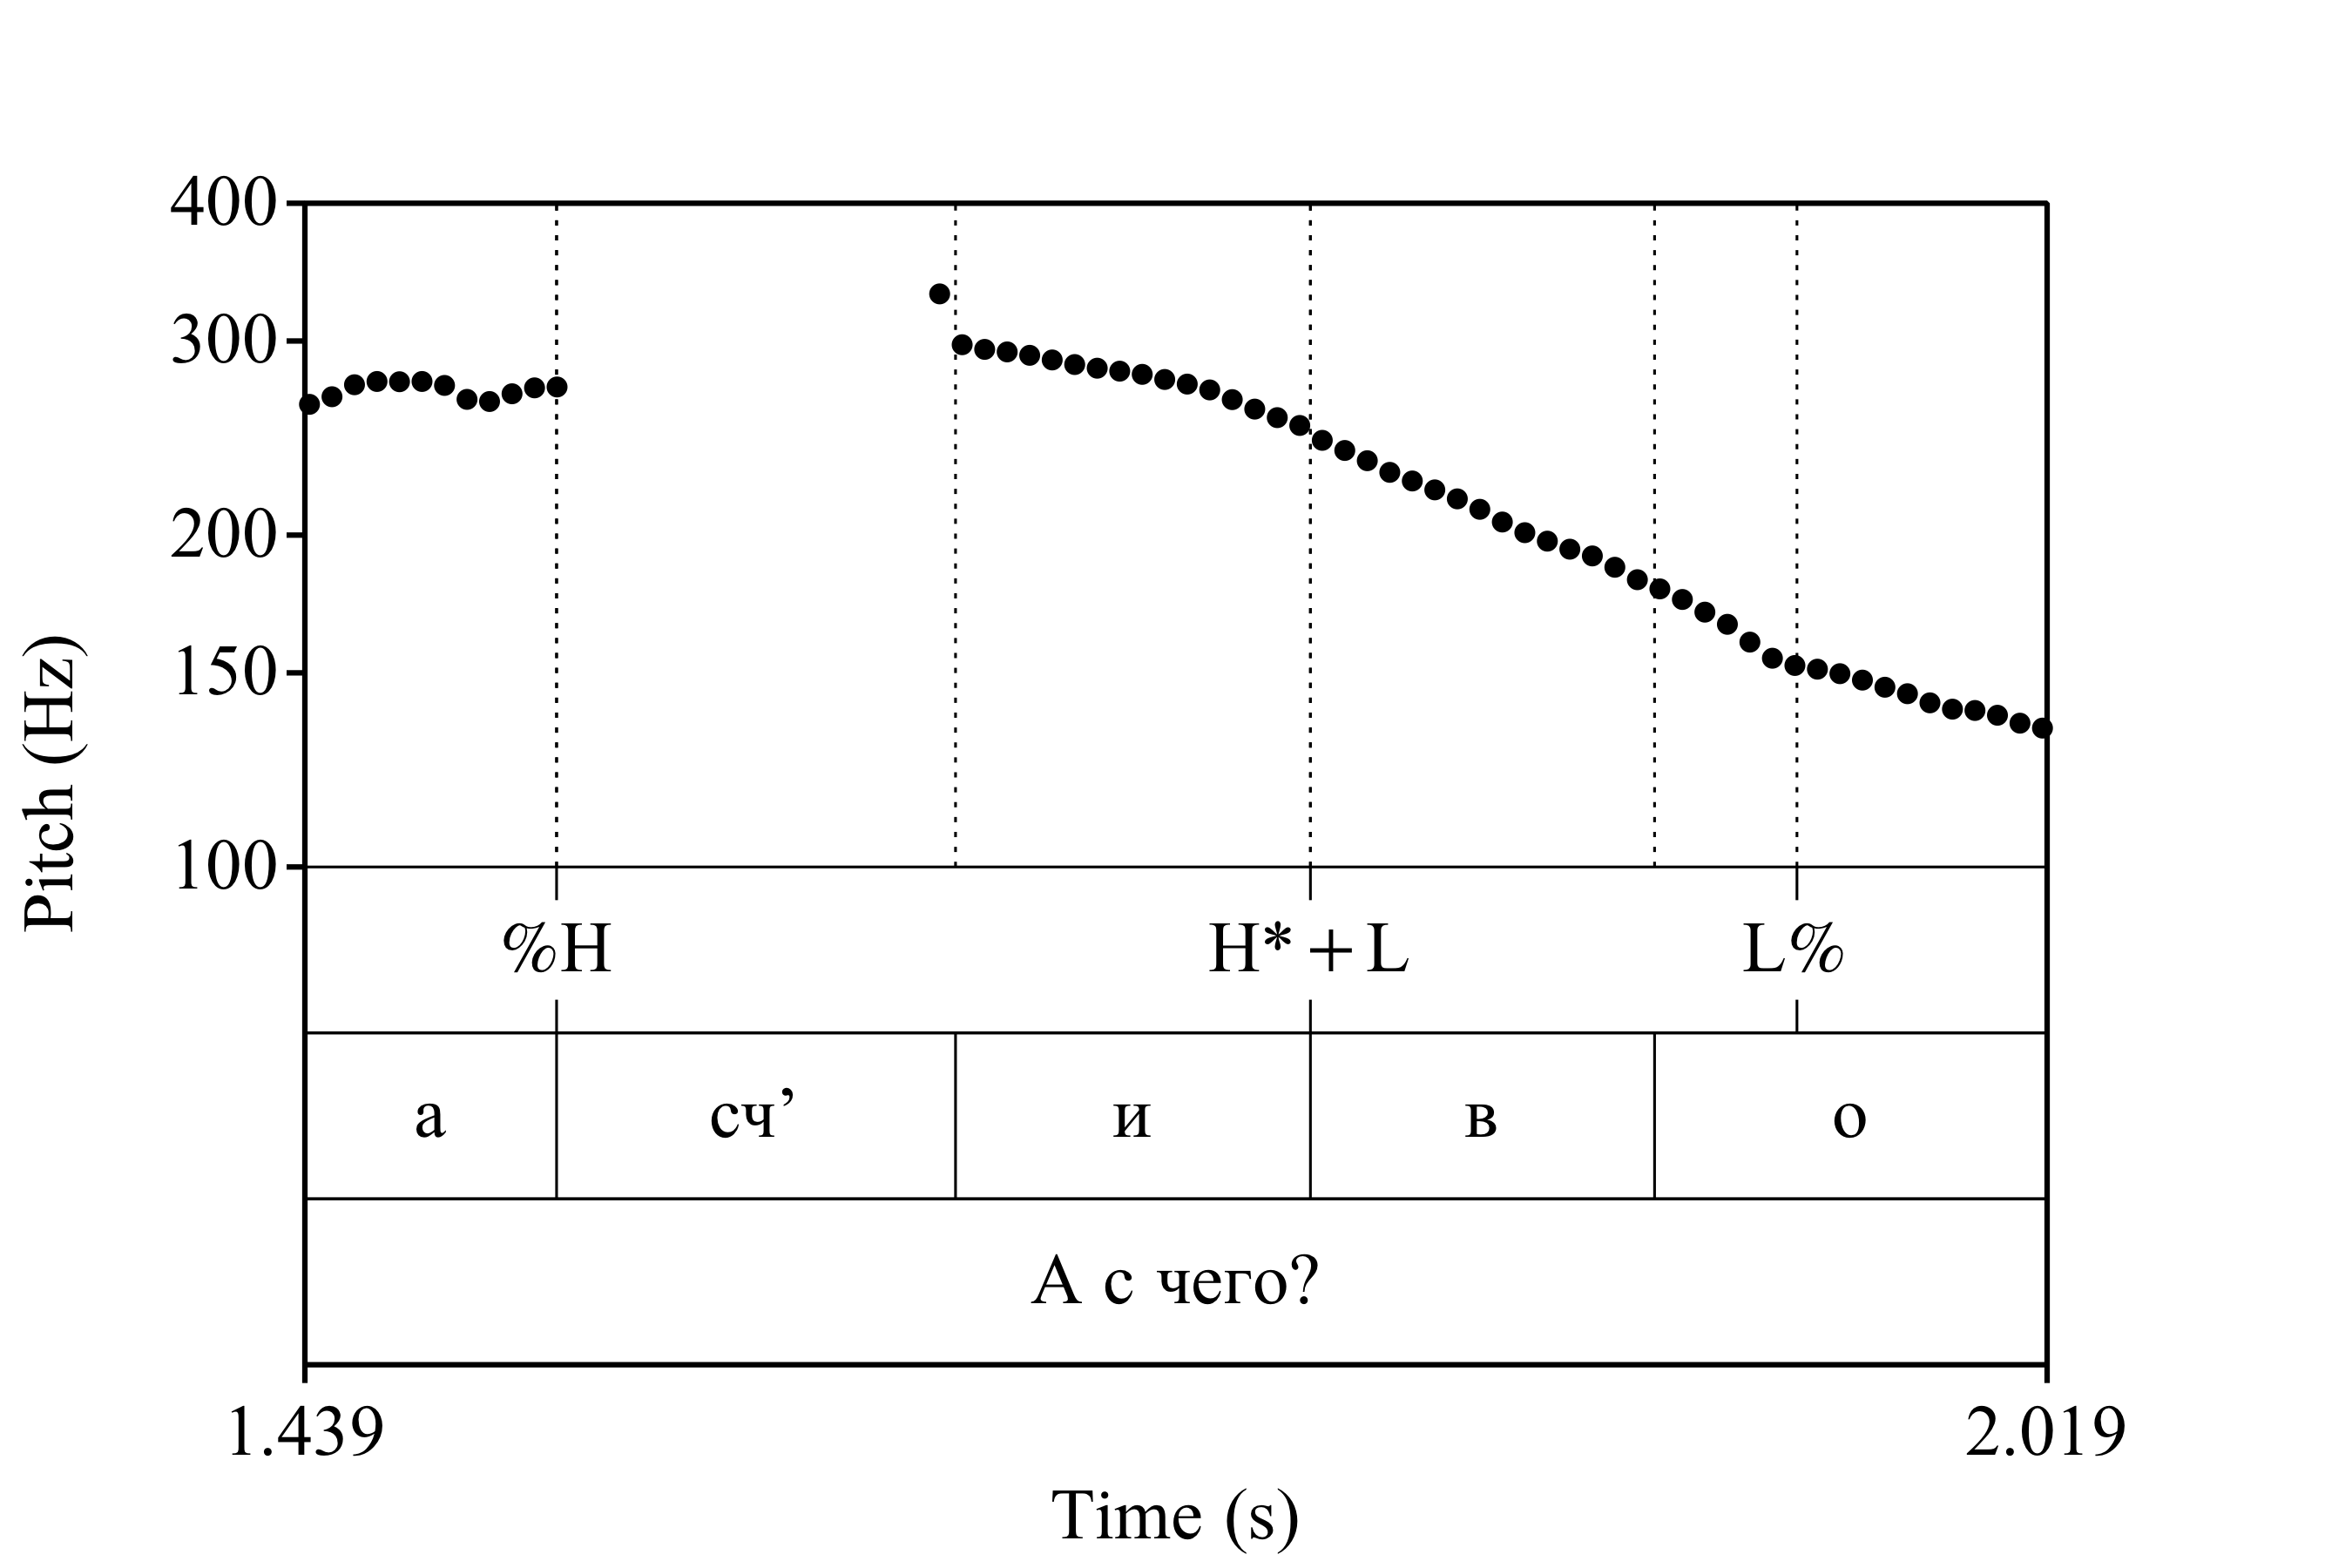 400
300
200
150
100
Pitch (Hz)
%H H*+L L%
а сч’ и в о
А с чего?
1.439 2.019
Time (s)